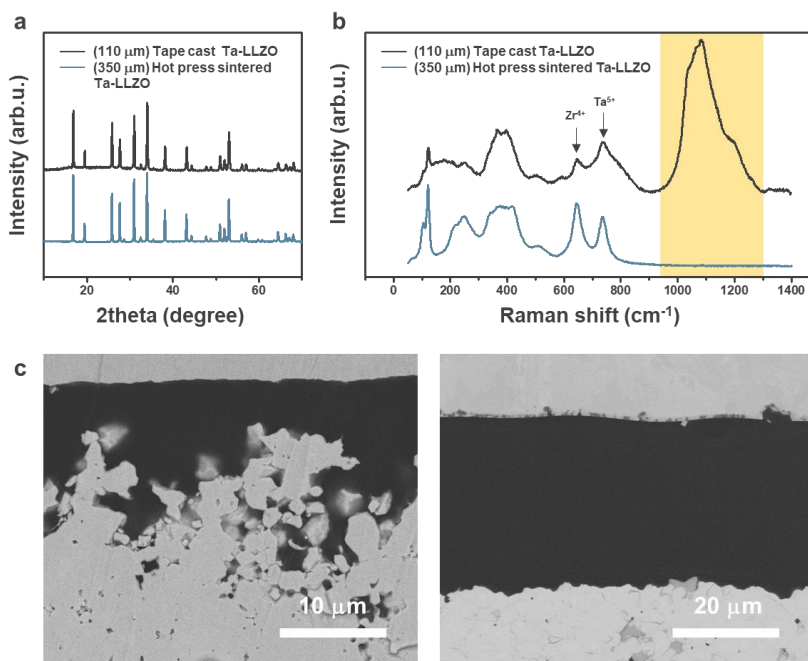 a
(110 μm) Tape cast Ta-LLZO
(350 μm) Hot press sintered
Ta-LLZO
Intensity (arb.u.)
20
40
60
2theta (degree)
b
(110 μm) Tape cast Ta-LLZO
(350 μm) Hot press sintered Ta-LLZO
Zr⁴⁺
Ta⁵⁺
Intensity (arb.u.)
0
200
400
600
800
1000
1200
1400
Raman shift (cm⁻¹)
c
10 μm
20 μm